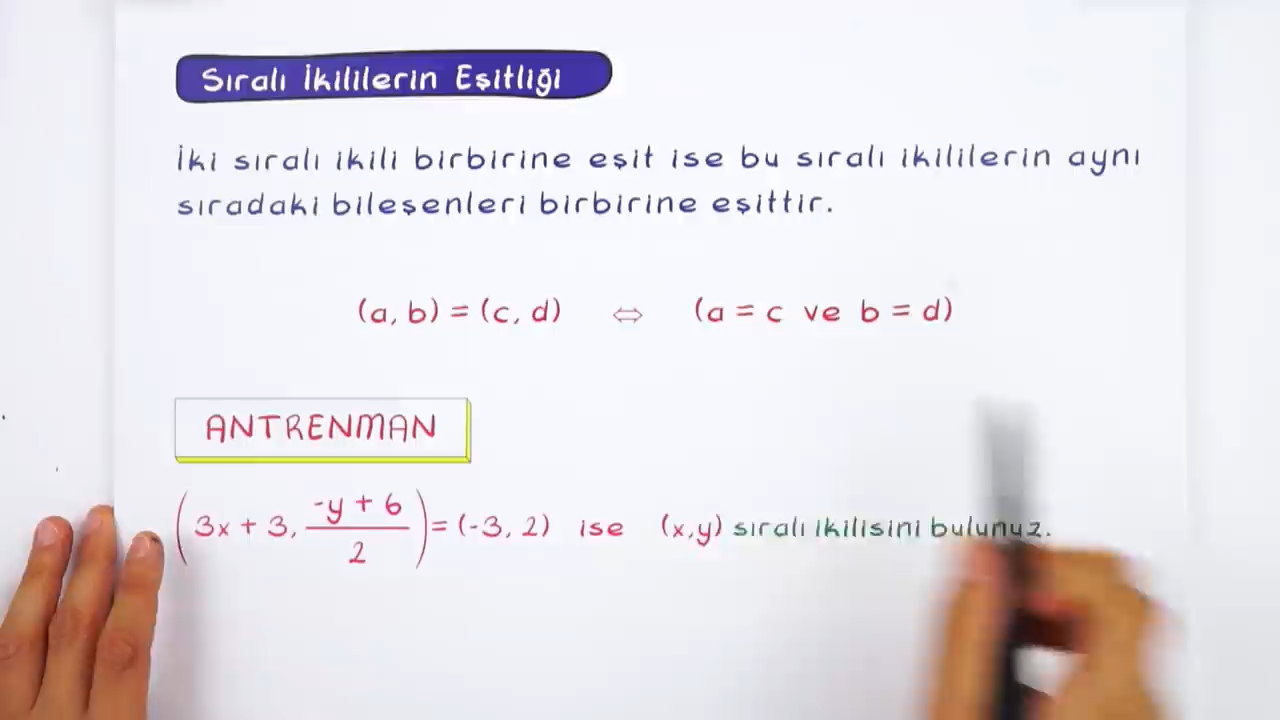 Sıralı İkililerin Eşitliği
İki sıralı ikili birbirine eşit ise bu sıralı ikililerin aynı
sıradaki bileşenleri birbirine eşittir.
(a, b) = (c, d) ⇔ (a = c ve b = d)
ANTRENMAN
(3x + 3, (-y + 6)/2) = (-3, 2) ise (x,y) sıralı ikilisini bulunuz.